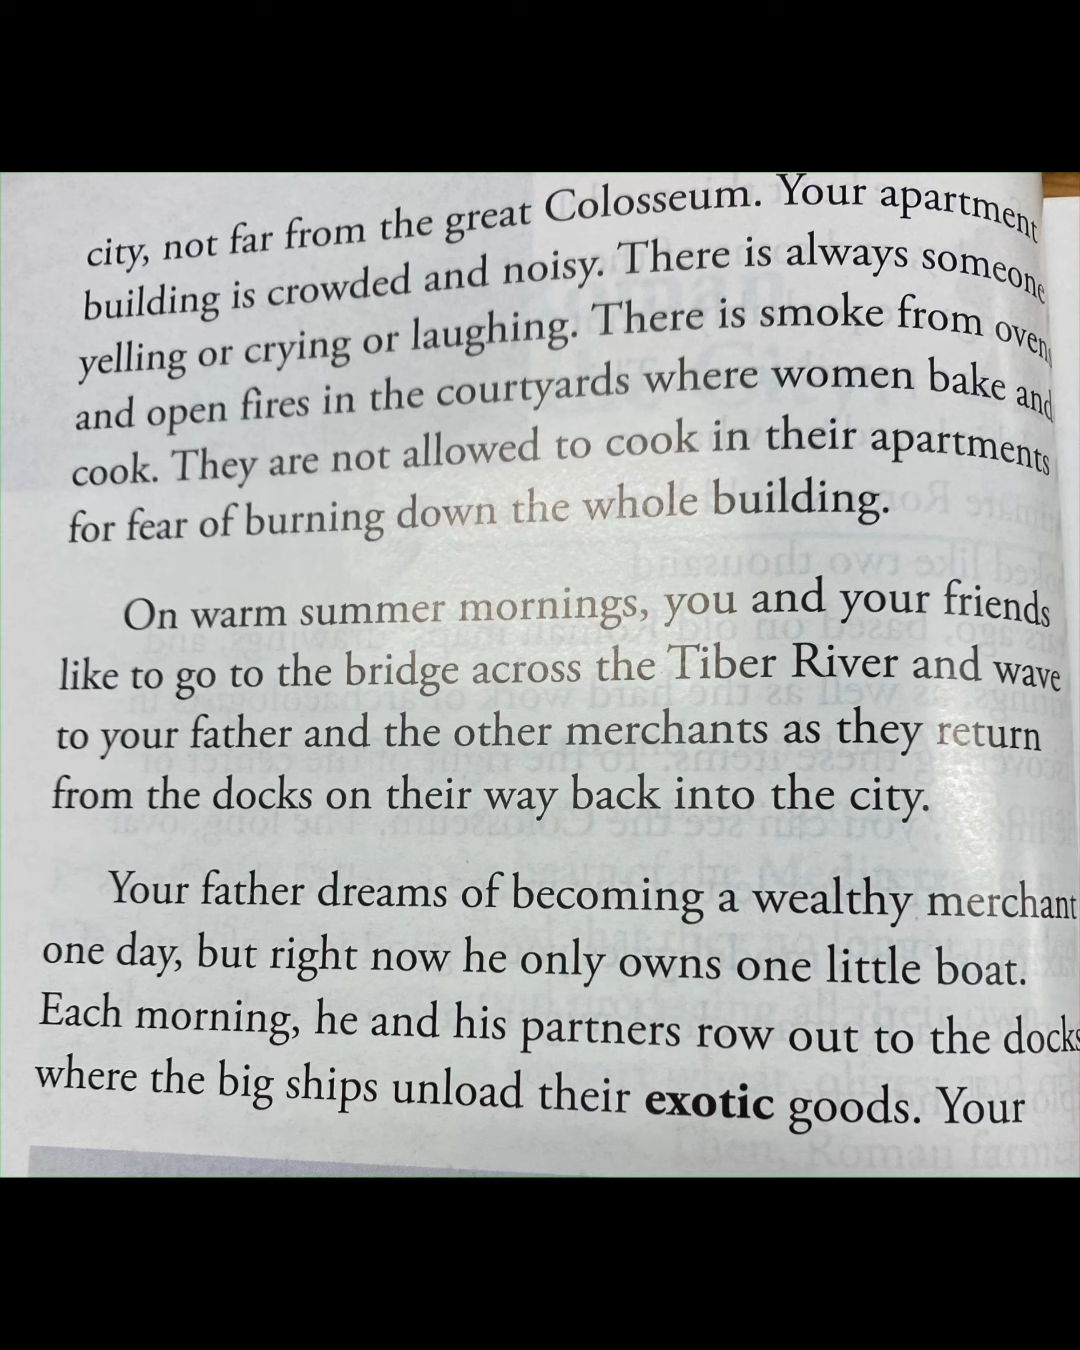 city, not far from the great Colosseum. Your apartment
building is crowded and noisy. There is always someone
yelling or crying or laughing. There is smoke from ovens
and open fires in the courtyards where women bake and
cook. They are not allowed to cook in their apartments
for fear of burning down the whole building.
On warm summer mornings, you and your friends
like to go to the bridge across the Tiber River and wave
to your father and the other merchants as they return
from the docks on their way back into the city.
Your father dreams of becoming a wealthy merchant
one day, but right now he only owns one little boat.
Each morning, he and his partners row out to the docks
where the big ships unload their exotic goods. Your